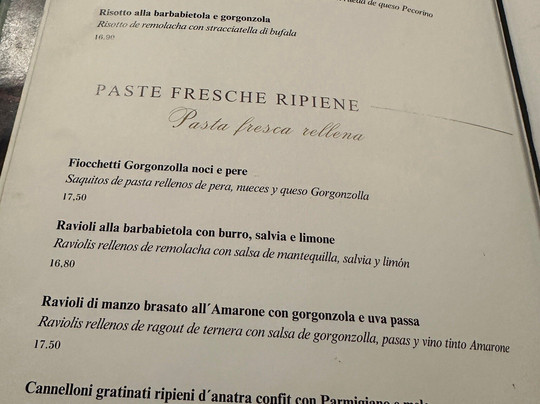 de queso Pecorino
Risotto alla barbabietola e gorgonzola
Risotto de remolacha con stracciatella di bufala
16,90
PASTE FRESCHE RIPIENE
Pasta fresca rellena
Fiocchetti Gorgonzolla noci e pere
Saquitos de pasta rellenos de pera, nueces y queso Gorgonzolla
17,50
Ravioli alla barbabietola con burro, salvia e limone
Raviolis rellenos de remolacha con salsa de mantequilla, salvia y limón
16,80
Ravioli di manzo brasato all´Amarone con gorgonzola e uva passa
Raviolis rellenos de ragout de ternera con salsa de gorgonzolla, pasas y vino tinto Amarone
17.50
Cannelloni gratinati ripieni d´anatra confit con Parmigiano e